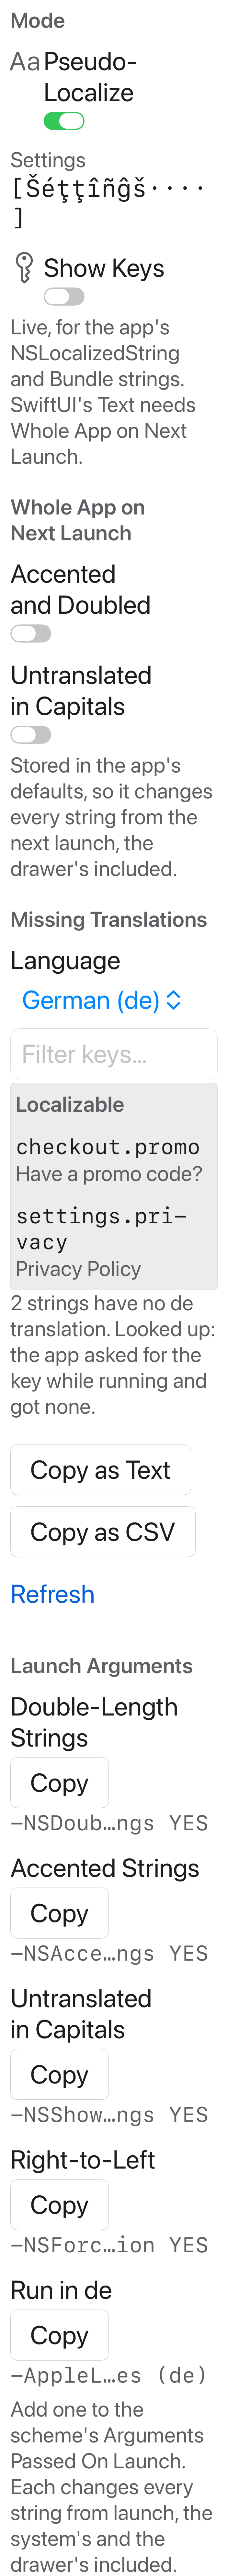 Mode
Aa Pseudo-
Localize
Settings
[Šéţţîñĝš····
]
Show Keys
Live, for the app's
NSLocalizedString
and Bundle strings.
SwiftUI's Text needs
Whole App on Next
Launch.
Whole App on
Next Launch
Accented
and Doubled
Untranslated
in Capitals
Stored in the app's
defaults, so it changes
every string from the
next launch, the
drawer's included.
Missing Translations
Language
German (de)
Filter keys…
Localizable
checkout.promo
Have a promo code?
settings.pri-
vacy
Privacy Policy
2 strings have no de
translation. Looked up:
the app asked for the
key while running and
got none.
Copy as Text
Copy as CSV
Refresh
Launch Arguments
Double-Length
Strings
Copy
-NSDoub…ngs YES
Accented Strings
Copy
-NSAcce…ngs YES
Untranslated
in Capitals
Copy
-NSShow…ngs YES
Right-to-Left
Copy
-NSForc…ion YES
Run in de
Copy
-AppleL…es (de)
Add one to the
scheme's Arguments
Passed On Launch.
Each changes every
string from launch, the
system's and the
drawer's included.